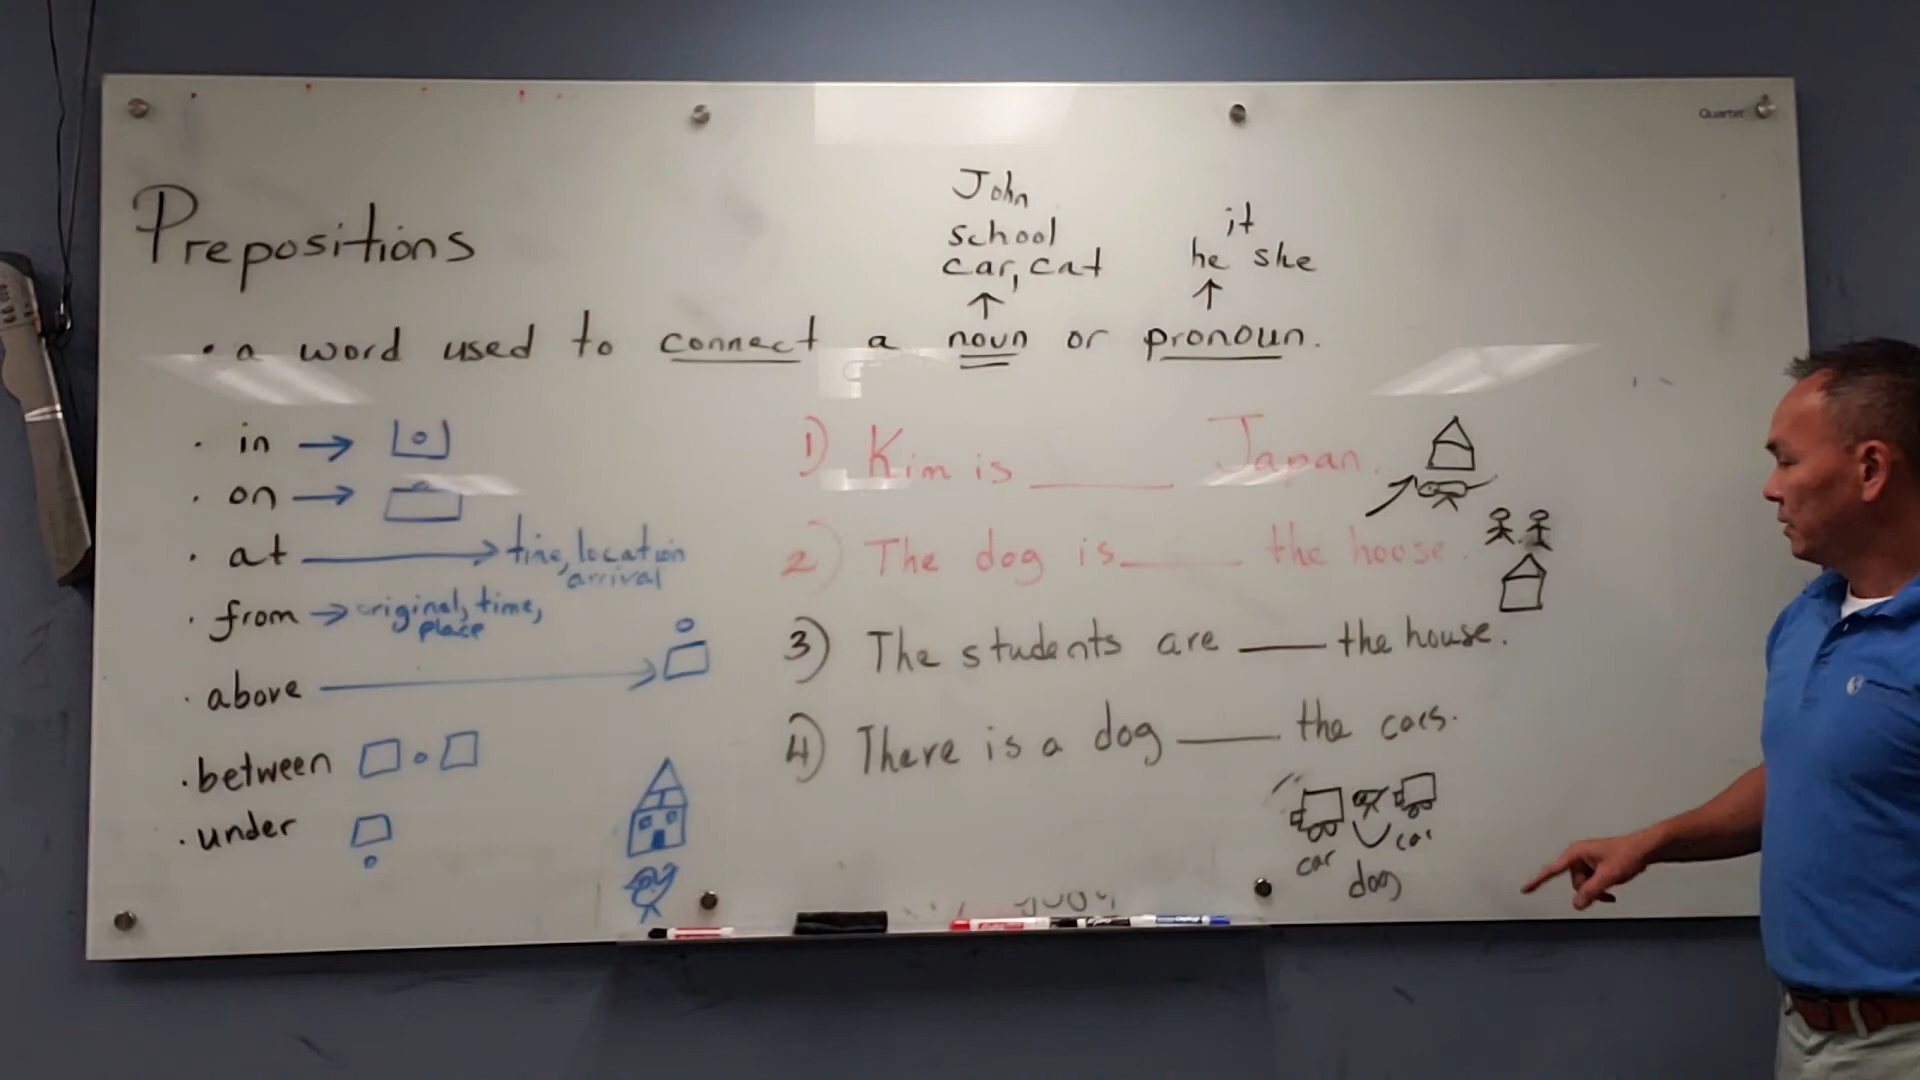 Quartet
Prepositions
John
school
car, cat
it
he she
• a word used to connect a noun or pronoun.
• in →
• on →
• at → time, location
arrival
• from → original, time,
place
• above →
• between
• under
1) Kim is ____ Japan.
2) The dog is ____ the house.
3) The students are ____ the house.
4) There is a dog ____ the cars.
car
car
dog